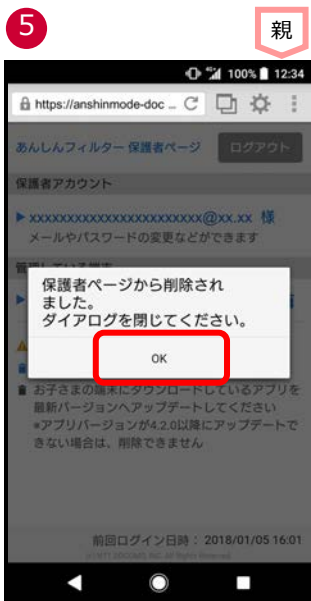 5
親
100% 12:34
https://anshinmode-doc ...
あんしんフィルター 保護者ページ ログアウト
保護者アカウント
▶ xxxxxxxxxxxxxxxxxxxxxxxx@xx.xx 様
メールやパスワードの変更などができます
保護者ページから削除され
ました。
ダイアログを閉じてください。
OK
お子さまの端末にダウンロードしているアプリを
最新バージョンへアップデートしてください
※アプリバージョンが4.2.0以降にアップデートで
きない場合は、削除できません
前回ログイン日時： 2018/01/05 16:01
(c) NTT DOCOMO, INC. All Rights Reserved.